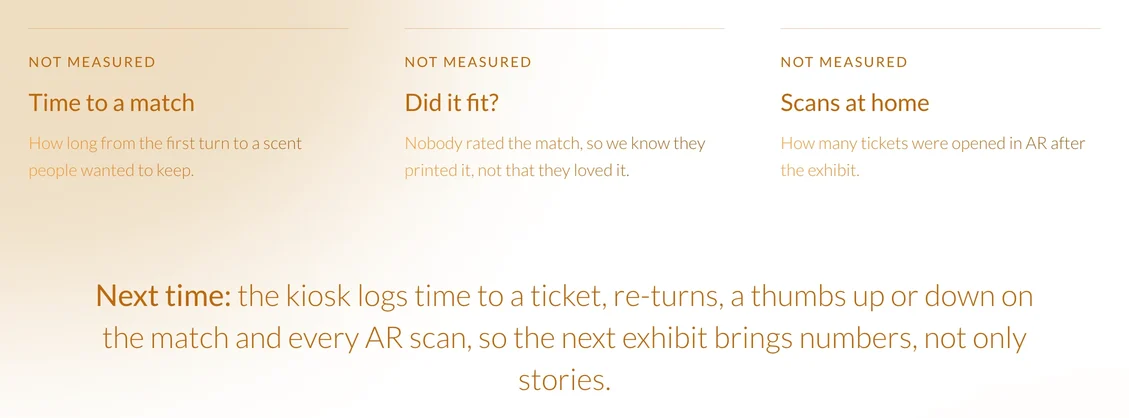 NOT MEASURED
Time to a match
How long from the first turn to a scent
people wanted to keep.
NOT MEASURED
Did it fit?
Nobody rated the match, so we know they
printed it, not that they loved it.
NOT MEASURED
Scans at home
How many tickets were opened in AR after
the exhibit.
Next time: the kiosk logs time to a ticket, re-turns, a thumbs up or down on
the match and every AR scan, so the next exhibit brings numbers, not only
stories.